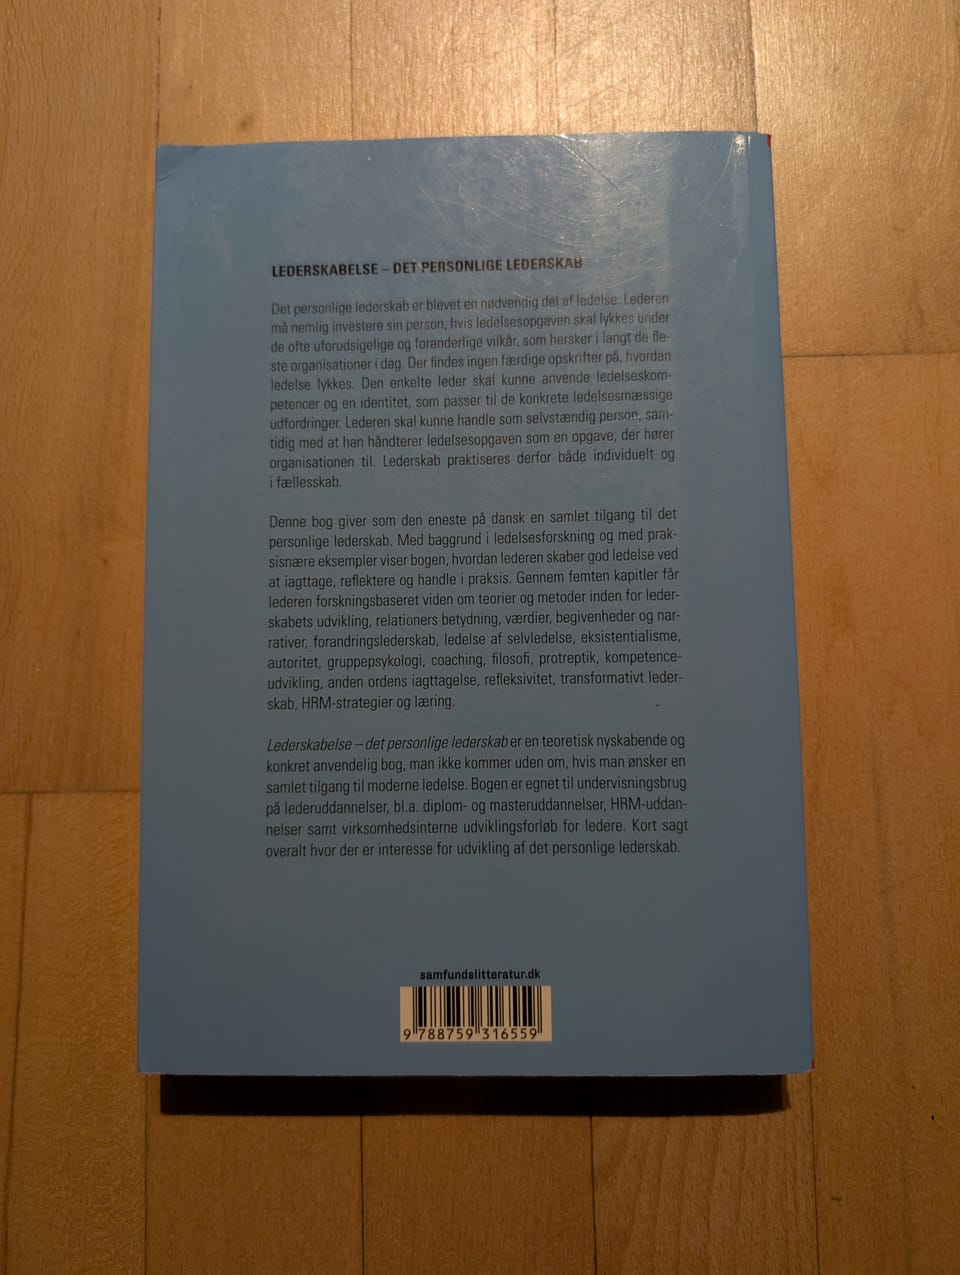 LEDERSKABELSE – DET PERSONLIGE LEDERSKAB
Det personlige lederskab er blevet en nødvendig del af ledelse. Lederen
må nemlig investere sin person, hvis ledelsesopgaven skal lykkes under
de ofte uforudsigelige og foranderlige vilkår, som hersker i langt de fle-
ste organisationer i dag. Der findes ingen færdige opskrifter på, hvordan
ledelse lykkes. Den enkelte leder skal kunne anvende ledelseskom-
petencer og en identitet, som passer til de konkrete ledelsesmæssige
udfordringer. Lederen skal kunne handle som selvstændig person, sam-
tidig med at han håndterer ledelsesopgaven som en opgave, der hører
organisationen til. Lederskab praktiseres derfor både individuelt og
i fællesskab.
Denne bog giver som den eneste på dansk en samlet tilgang til det
personlige lederskab. Med baggrund i ledelsesforskning og med prak-
sisnære eksempler viser bogen, hvordan lederen skaber god ledelse ved
at iagttage, reflektere og handle i praksis. Gennem femten kapitler får
lederen forskningsbaseret viden om teorier og metoder inden for leder-
skabets udvikling, relationers betydning, værdier, begivenheder og nar-
rativer, forandringslederskab, ledelse af selvledelse, eksistentialisme,
autoritet, gruppepsykologi, coaching, filosofi, protreptik, kompetence-
udvikling, anden ordens iagttagelse, refleksivitet, transformativt leder-
skab, HRM-strategier og læring.
Lederskabelse – det personlige lederskab er en teoretisk nyskabende og
konkret anvendelig bog, man ikke kommer uden om, hvis man ønsker en
samlet tilgang til moderne ledelse. Bogen er egnet til undervisningsbrug
på lederuddannelser, bl.a. diplom- og masteruddannelser, HRM-uddan-
nelser samt virksomhedsinterne udviklingsforløb for ledere. Kort sagt
overalt hvor der er interesse for udvikling af det personlige lederskab.
samfundslitteratur.dk
9 788759 316559